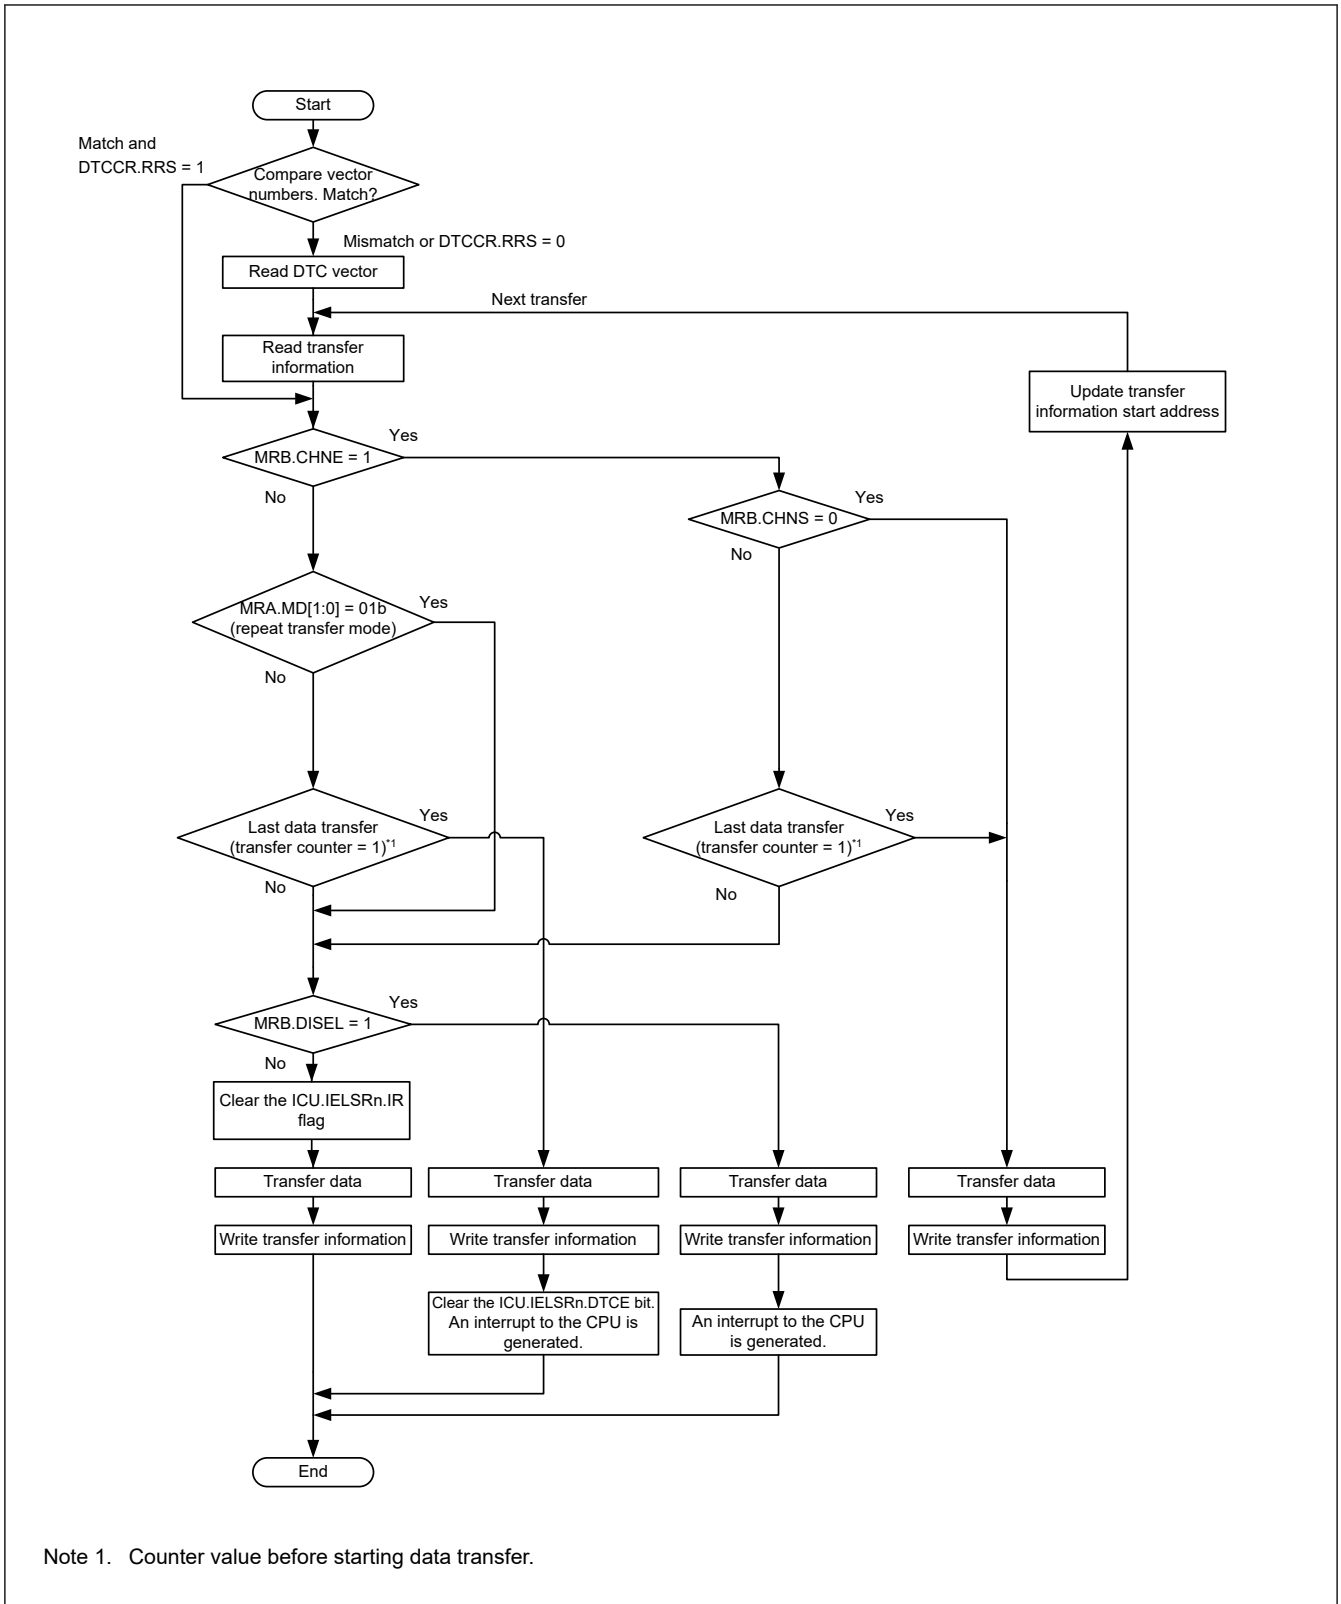 Start
Match and
DTCCR.RRS = 1
Compare vector
numbers. Match?
Mismatch or DTCCR.RRS = 0
Read DTC vector
Next transfer
Read transfer
information
Update transfer
information start address
MRB.CHNE = 1
Yes
No
MRB.CHNS = 0
Yes
No
MRA.MD[1:0] = 01b
(repeat transfer mode)
Yes
No
Last data transfer
(transfer counter = 1)*1
Yes
No
Last data transfer
(transfer counter = 1)*1
Yes
No
MRB.DISEL = 1
Yes
No
Clear the ICU.IELSRn.IR
flag
Transfer data
Transfer data
Transfer data
Transfer data
Write transfer information
Write transfer information
Write transfer information
Write transfer information
Clear the ICU.IELSRn.DTCE bit.
An interrupt to the CPU is
generated.
An interrupt to the CPU
is generated.
End
Note 1. Counter value before starting data transfer.